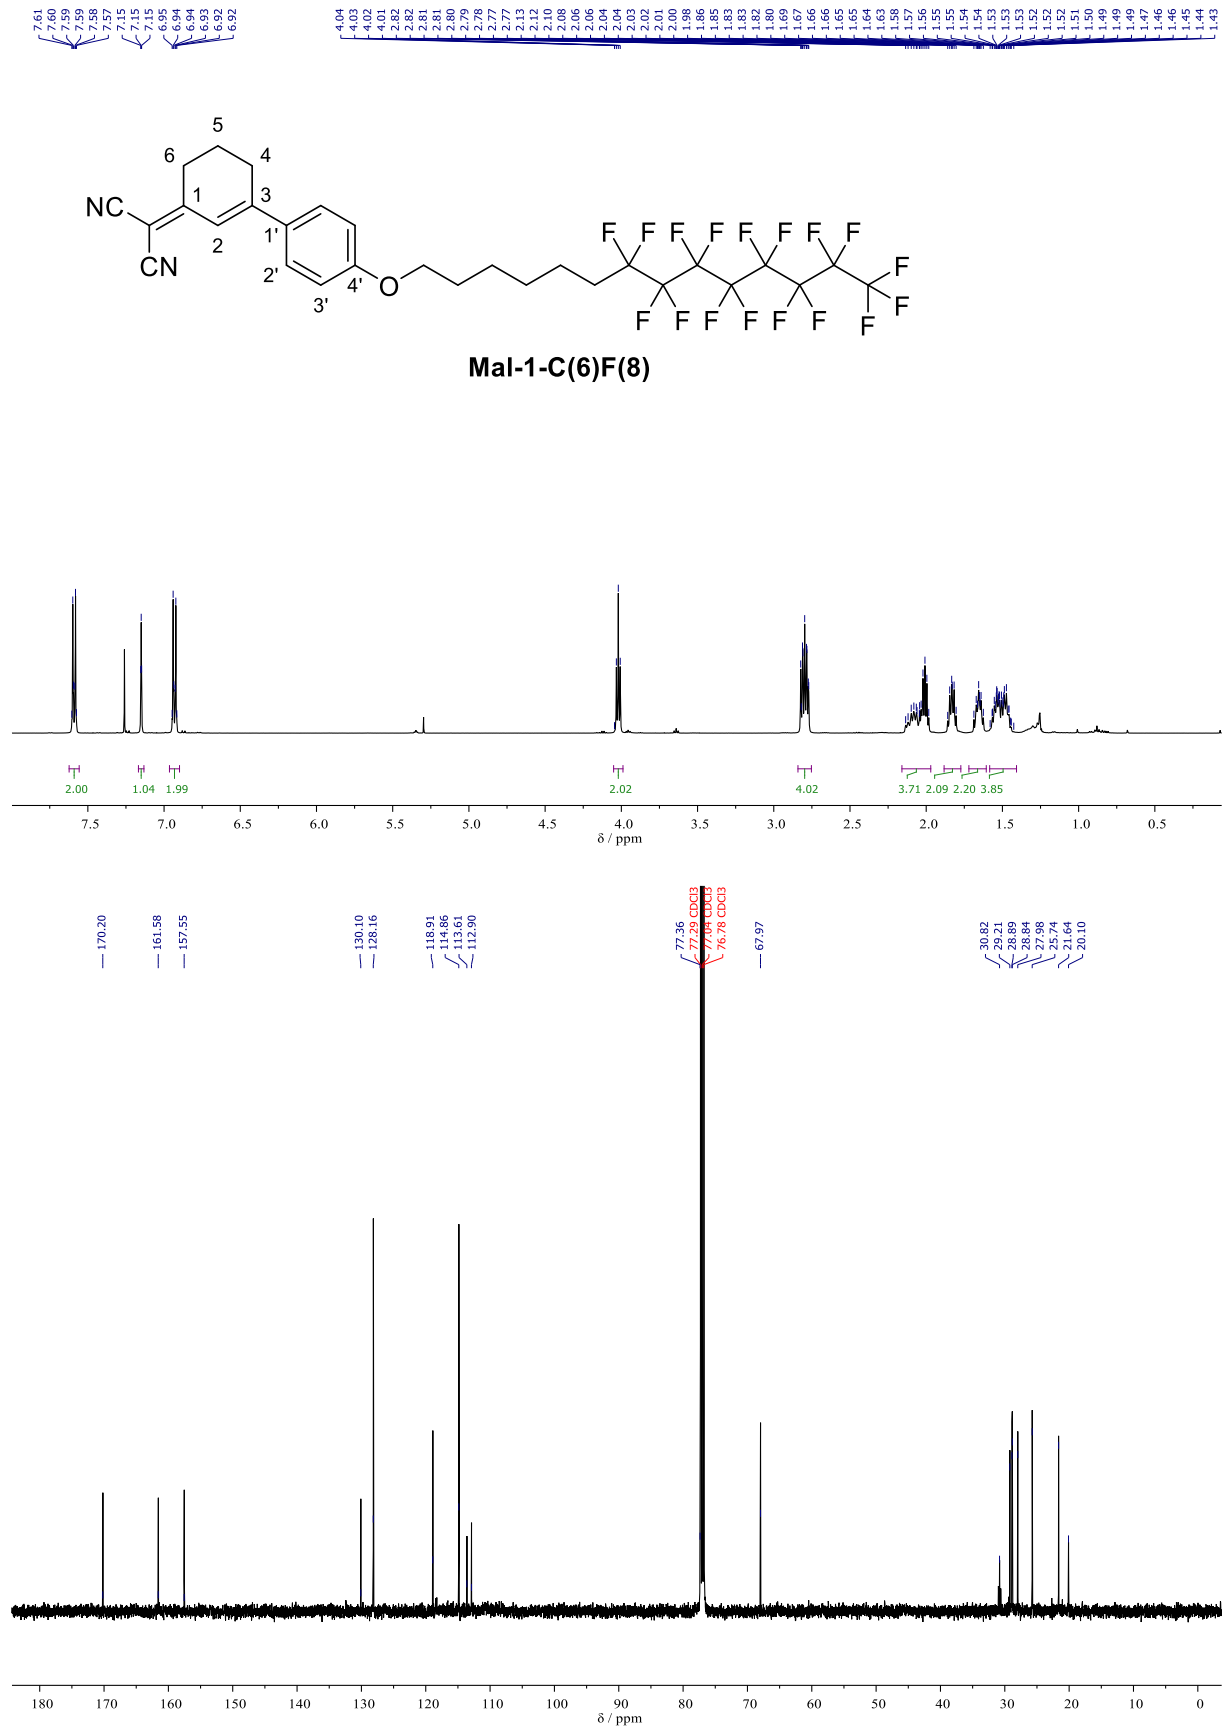 7.61 7.60 7.59 7.59 7.58 7.57 7.15 7.15 7.15 6.95 6.94 6.94 6.93 6.92 6.92 4.04 4.03 4.02 4.01 2.82 2.82 2.81 2.81 2.80 2.79 2.78 2.77 2.77 2.13 2.12 2.10 2.08 2.06 2.06 2.04 2.04 2.03 2.02 2.01 2.00 1.98 1.86 1.85 1.83 1.83 1.82 1.80 1.69 1.67 1.66 1.66 1.65 1.65 1.64 1.63 1.58 1.57 1.56 1.55 1.55 1.54 1.54 1.53 1.53 1.53 1.52 1.52 1.52 1.51 1.50 1.49 1.49 1.49 1.47 1.46 1.46 1.45 1.44 1.43
5
6 4
NC 1 3
2 1'
CN 2' 4'
3' O
F F F F F F F F F
F F F F F F F F
Mal-1-C(6)F(8)
2.00 1.04 1.99 2.02 4.02 3.71 2.09 2.20 3.85
7.5 7.0 6.5 6.0 5.5 5.0 4.5 4.0 3.5 3.0 2.5 2.0 1.5 1.0 0.5
δ / ppm
170.20 161.58 157.55 130.10 128.16 118.91 114.86 113.61 112.90 77.36 77.29 CDCl3 77.04 CDCl3 76.78 CDCl3 67.97 30.82 29.21 28.89 28.84 27.98 25.74 21.64 20.10
180 170 160 150 140 130 120 110 100 90 80 70 60 50 40 30 20 10 0
δ / ppm